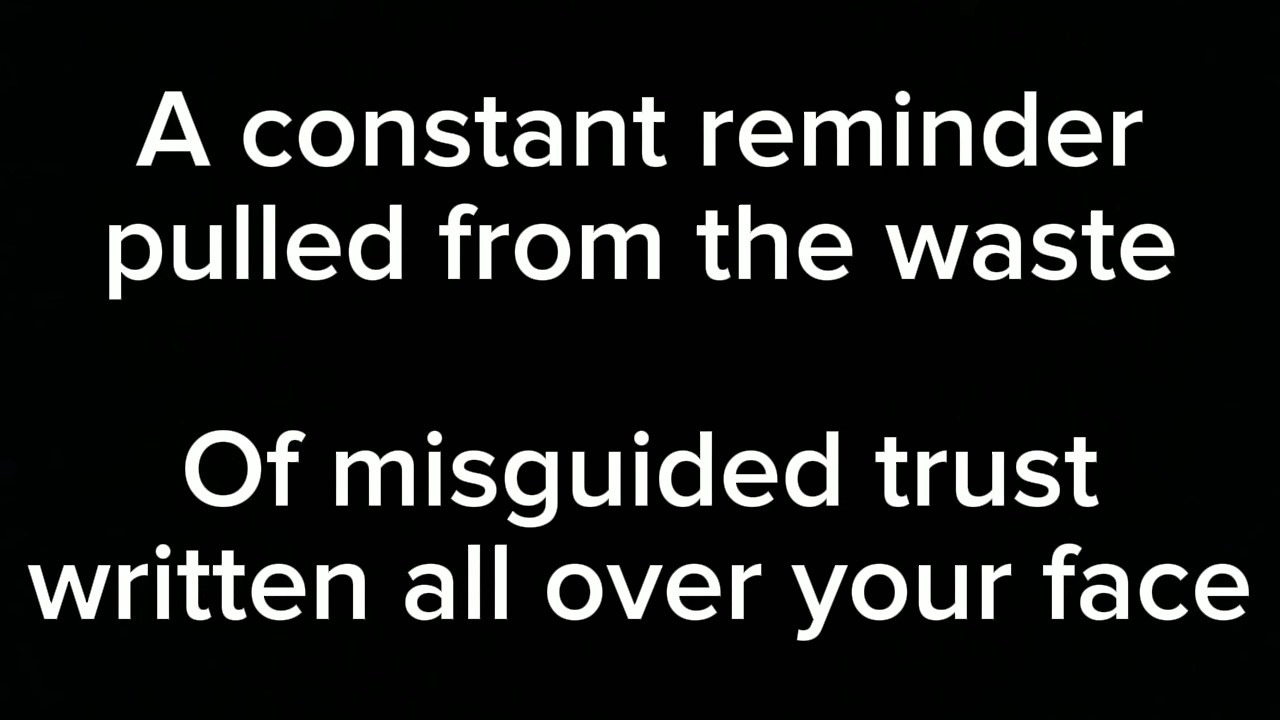 A constant reminder
pulled from the waste
Of misguided trust
written all over your face